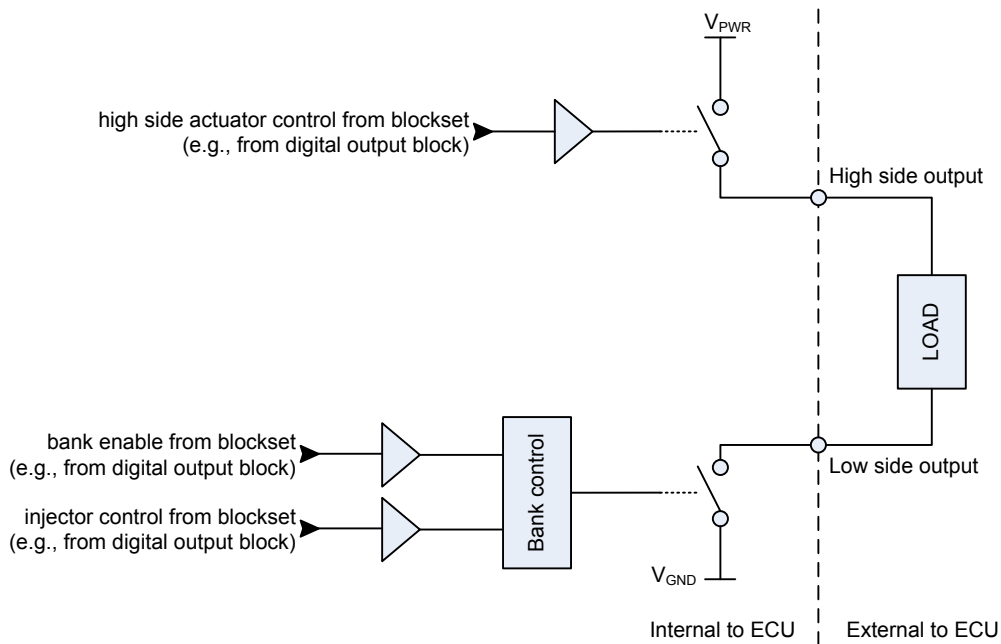 V_PWR
high side actuator control from blockset
(e.g., from digital output block)
High side output
LOAD
bank enable from blockset
(e.g., from digital output block)
injector control from blockset
(e.g., from digital output block)
Bank control
Low side output
V_GND
Internal to ECU
External to ECU